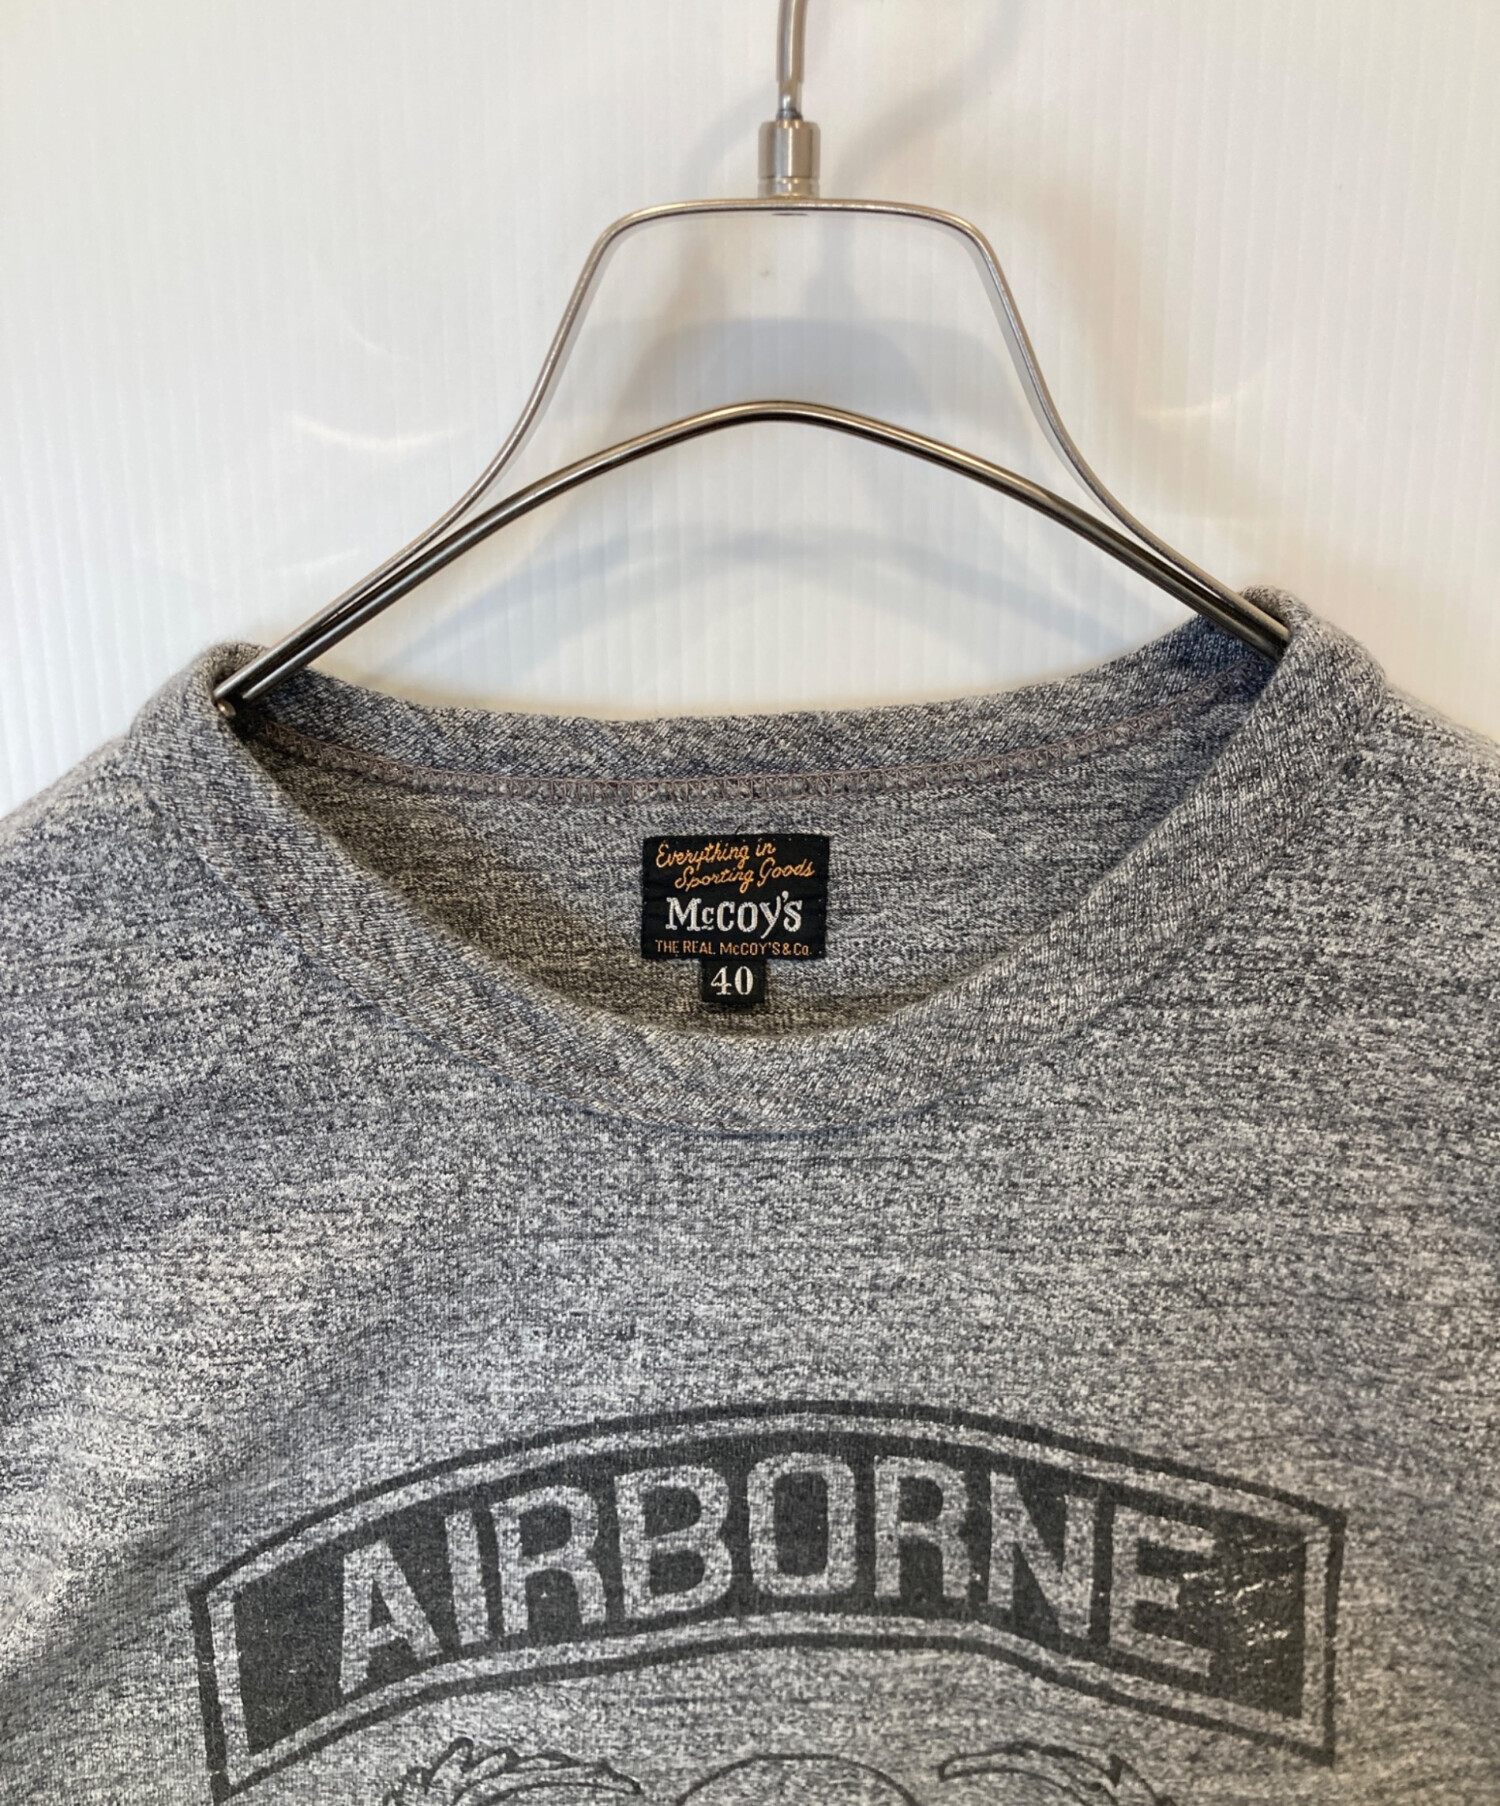 Everything in
Sporting Goods
McCOY'S
THE REAL McCOY'S & Co.
40
AIRBORNE